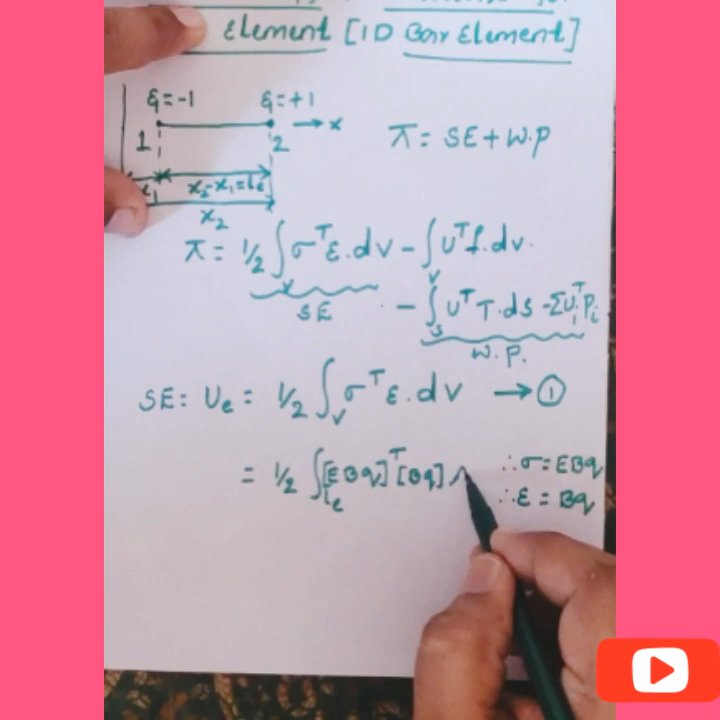 Element [1D Bar Element]
ξ=-1 ξ=+1
1 2 → x
x₁ x₂-x₁=le
x₂
π = SE + W.P
π = 1/2 ∫ᵥ σᵀε.dv - ∫ᵥ Uᵀf.dv.
SE
- ∫ₛ UᵀT.ds - ΣUᵢᵀPᵢ
W.P.
SE: Ue = 1/2 ∫ᵥ σᵀε.dv → ①
= 1/2 ∫le [EBq]ᵀ[Bq] A
∴σ = EBq
∴ε = Bq